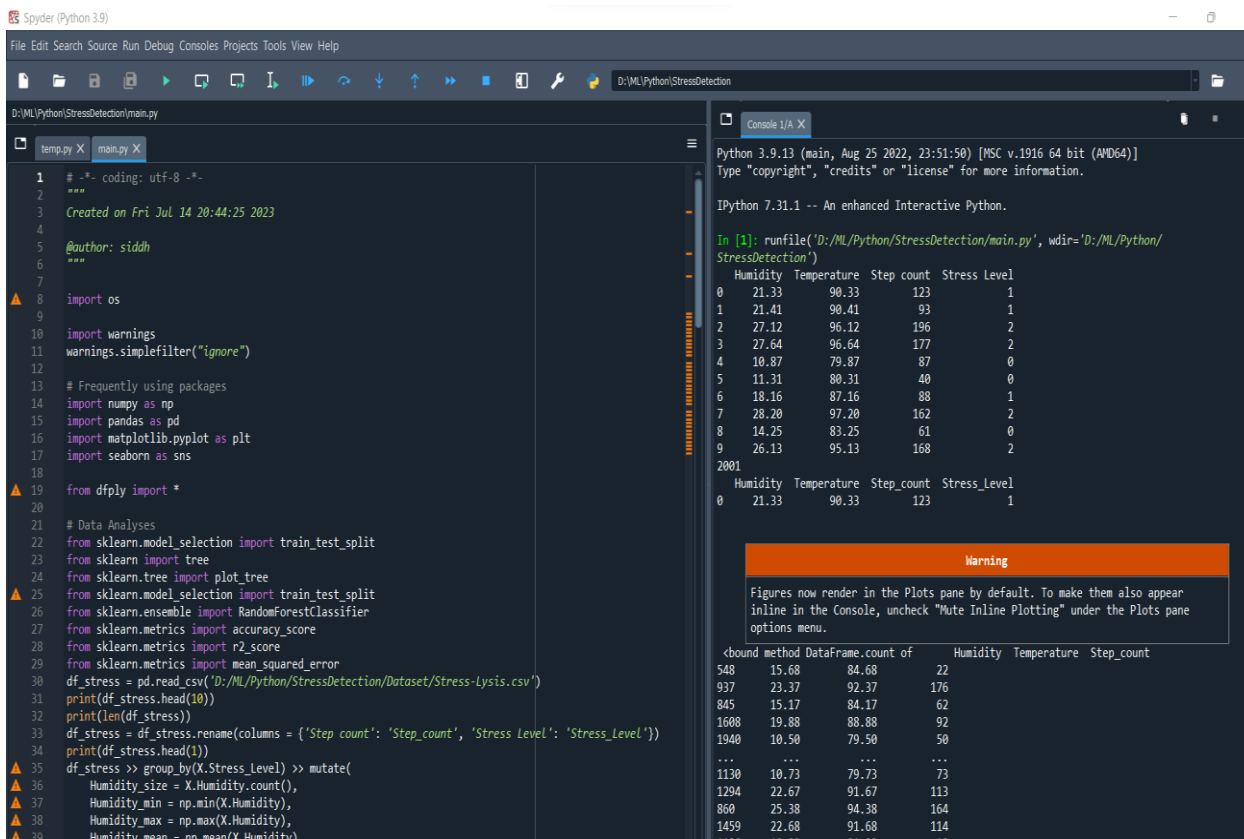 Spyder (Python 3.9)
File Edit Search Source Run Debug Consoles Projects Tools View Help
D:\ML\Python\StressDetection
D:\ML\Python\StressDetection\main.py
temp.py X main.py X
1 # -*- coding: utf-8 -*-
2 """
3 Created on Fri Jul 14 20:44:25 2023
4
5 @author: siddh
6 """
7
8 import os
9
10 import warnings
11 warnings.simplefilter("ignore")
12
13 # Frequently using packages
14 import numpy as np
15 import pandas as pd
16 import matplotlib.pyplot as plt
17 import seaborn as sns
18
19 from dfply import *
20
21 # Data Analyses
22 from sklearn.model_selection import train_test_split
23 from sklearn import tree
24 from sklearn.tree import plot_tree
25 from sklearn.model_selection import train_test_split
26 from sklearn.ensemble import RandomForestClassifier
27 from sklearn.metrics import accuracy_score
28 from sklearn.metrics import r2_score
29 from sklearn.metrics import mean_squared_error
30 df_stress = pd.read_csv('D:/ML/Python/StressDetection/Dataset/Stress-Lysis.csv')
31 print(df_stress.head(10))
32 print(len(df_stress))
33 df_stress = df_stress.rename(columns = {'Step count': 'Step_count', 'Stress Level': 'Stress_Level'})
34 print(df_stress.head(1))
35 df_stress >> group_by(X.Stress_Level) >> mutate(
36 Humidity_size = X.Humidity.count(),
37 Humidity_min = np.min(X.Humidity),
38 Humidity_max = np.max(X.Humidity),
39 Humidity_mean = np.mean(X.Humidity)
Console 1/A X
Python 3.9.13 (main, Aug 25 2022, 23:51:50) [MSC v.1916 64 bit (AMD64)]
Type "copyright", "credits" or "license" for more information.
IPython 7.31.1 -- An enhanced Interactive Python.
In [1]: runfile('D:/ML/Python/StressDetection/main.py', wdir='D:/ML/Python/
StressDetection')
Humidity Temperature Step count Stress Level
0 21.33 90.33 123 1
1 21.41 90.41 93 1
2 27.12 96.12 196 2
3 27.64 96.64 177 2
4 10.87 79.87 87 0
5 11.31 80.31 40 0
6 18.16 87.16 88 1
7 28.20 97.20 162 2
8 14.25 83.25 61 0
9 26.13 95.13 168 2
2001
Humidity Temperature Step_count Stress_Level
0 21.33 90.33 123 1
Warning
Figures now render in the Plots pane by default. To make them also appear
inline in the Console, uncheck "Mute Inline Plotting" under the Plots pane
options menu.
<bound method DataFrame.count of Humidity Temperature Step_count
548 15.68 84.68 22
937 23.37 92.37 176
845 15.17 84.17 62
1608 19.88 88.88 92
1940 10.50 79.50 50
... ... ... ...
1130 10.73 79.73 73
1294 22.67 91.67 113
860 25.38 94.38 164
1459 22.68 91.68 114